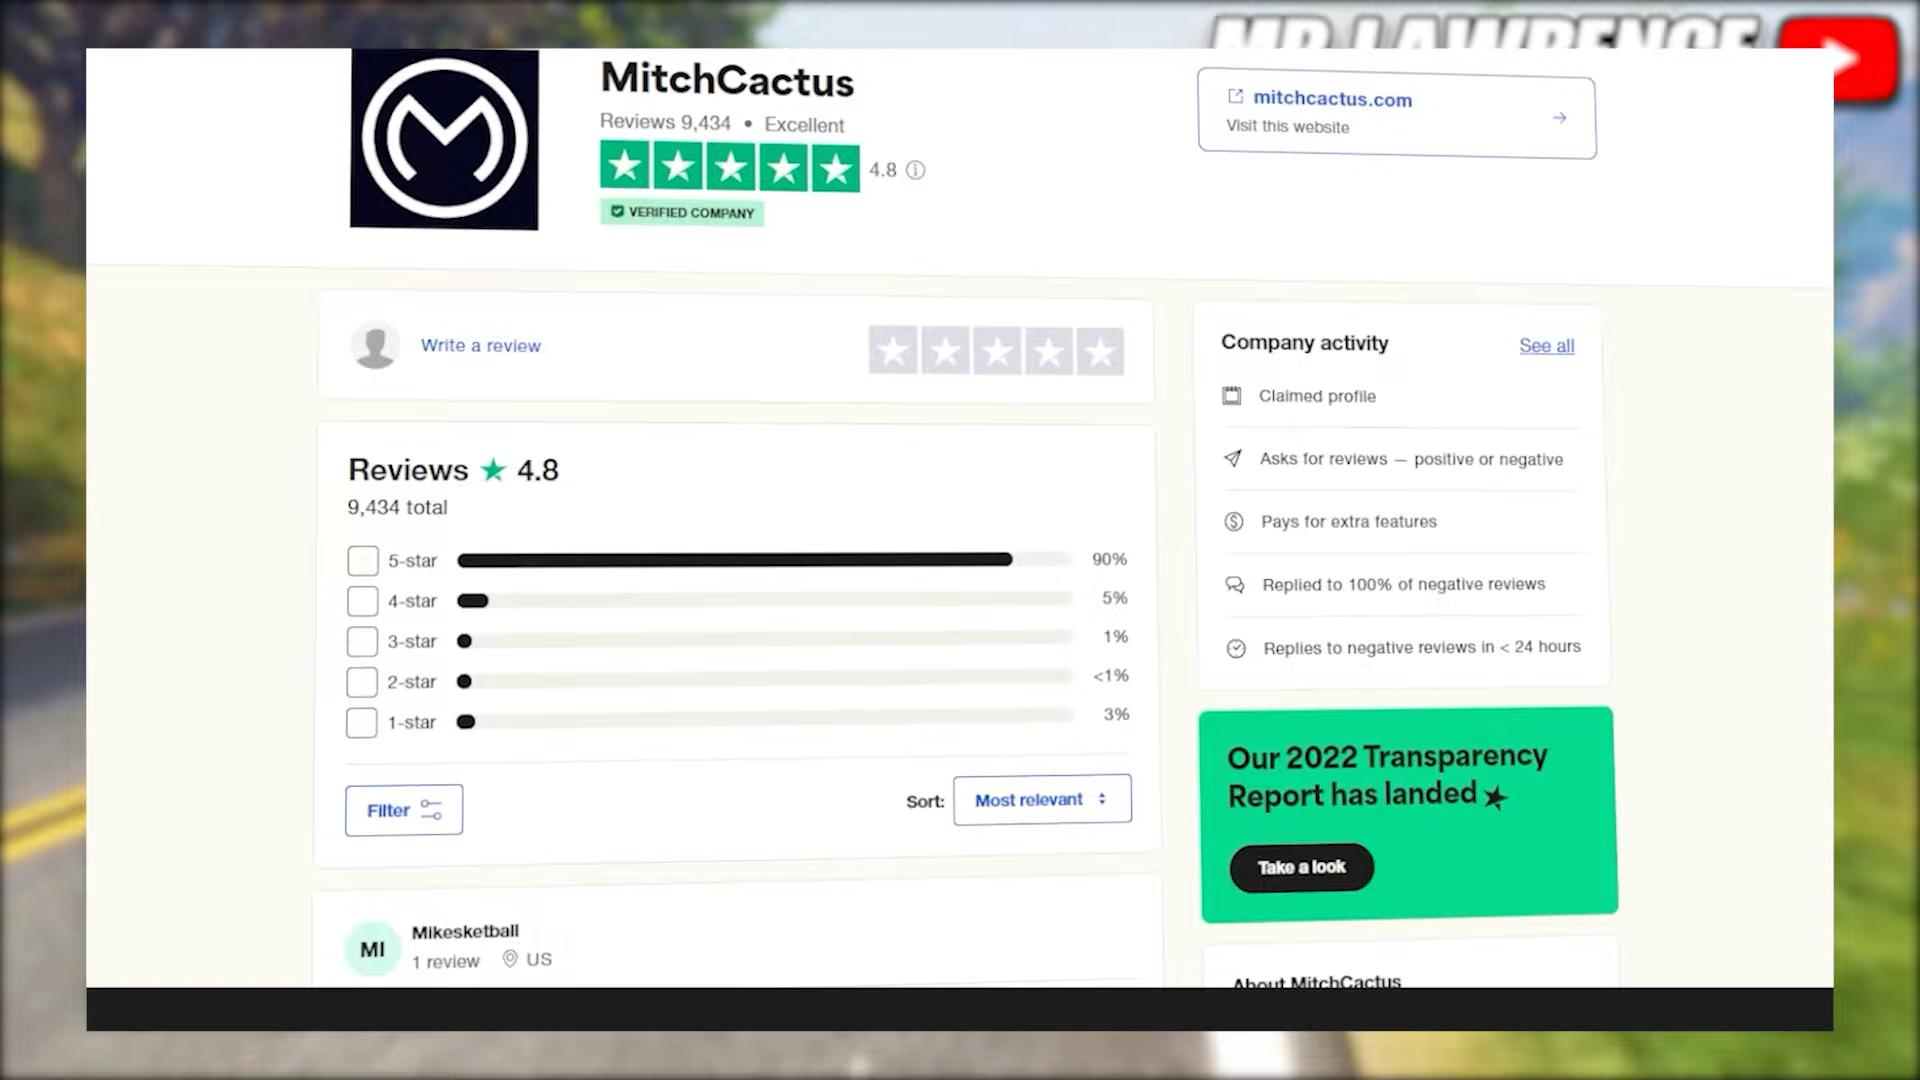 MR LAWRENCE
MitchCactus
Reviews 9,434 • Excellent
4.8
VERIFIED COMPANY
mitchcactus.com
Visit this website
Write a review
Reviews 4.8
9,434 total
5-star 90%
4-star 5%
3-star 1%
2-star <1%
1-star 3%
Filter
Sort: Most relevant
MI
Mikesketball
1 review US
Company activity
See all
Claimed profile
Asks for reviews — positive or negative
Pays for extra features
Replied to 100% of negative reviews
Replies to negative reviews in < 24 hours
Our 2022 Transparency
Report has landed
Take a look
About MitchCactus